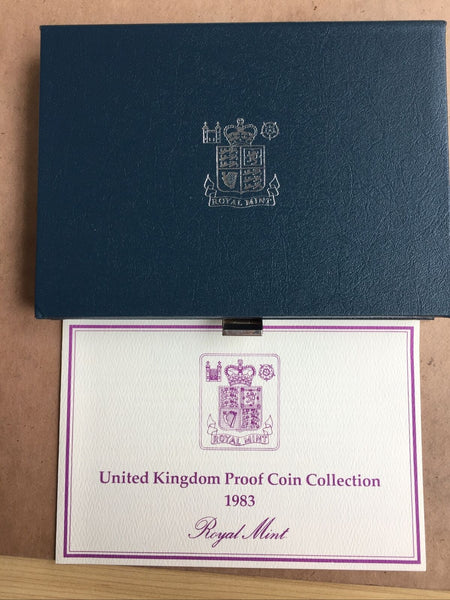 ROYAL MINT
ROYAL MINT
United Kingdom Proof Coin Collection
1983
Royal Mint